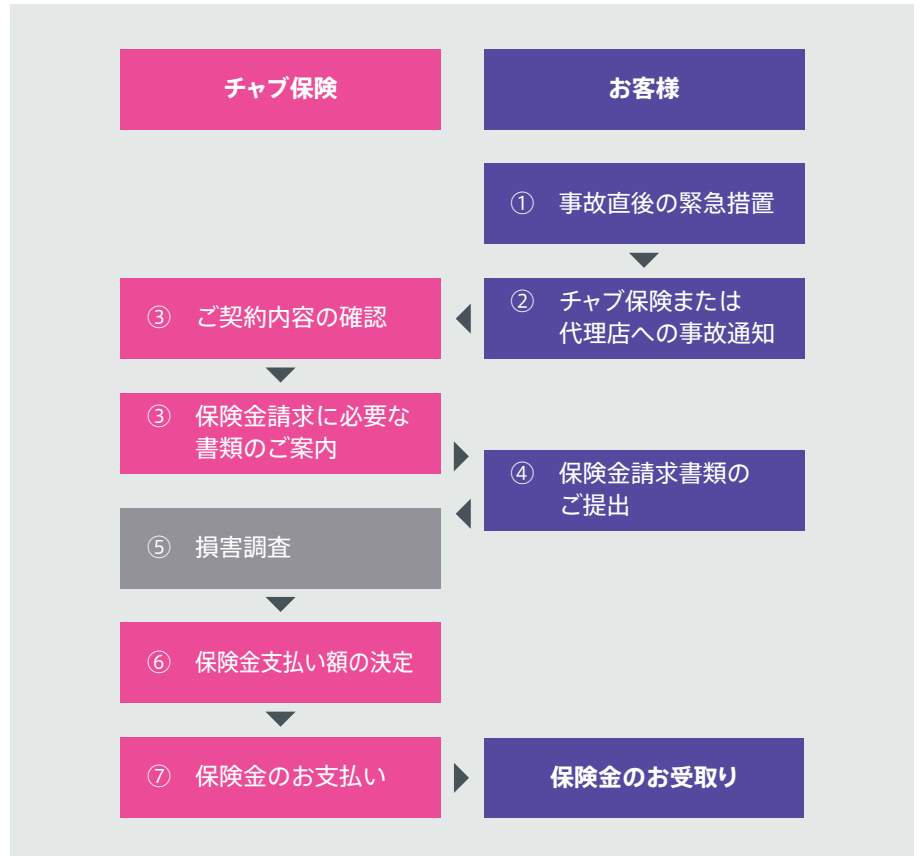 チャブ保険
お客様
① 事故直後の緊急措置
② チャブ保険または
代理店への事故通知
③ ご契約内容の確認
③ 保険金請求に必要な
書類のご案内
④ 保険金請求書類の
ご提出
⑤ 損害調査
⑥ 保険金支払い額の決定
⑦ 保険金のお支払い
保険金のお受取り